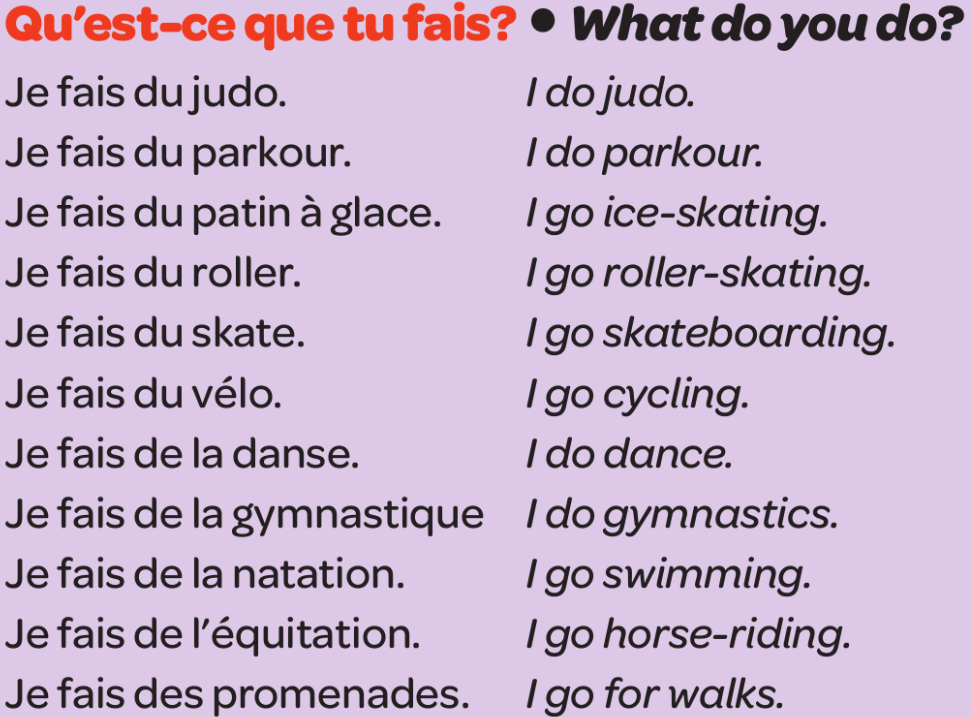 Qu’est-ce que tu fais? • What do you do?
Je fais du judo. I do judo.
Je fais du parkour. I do parkour.
Je fais du patin à glace. I go ice-skating.
Je fais du roller. I go roller-skating.
Je fais du skate. I go skateboarding.
Je fais du vélo. I go cycling.
Je fais de la danse. I do dance.
Je fais de la gymnastique I do gymnastics.
Je fais de la natation. I go swimming.
Je fais de l’équitation. I go horse-riding.
Je fais des promenades. I go for walks.